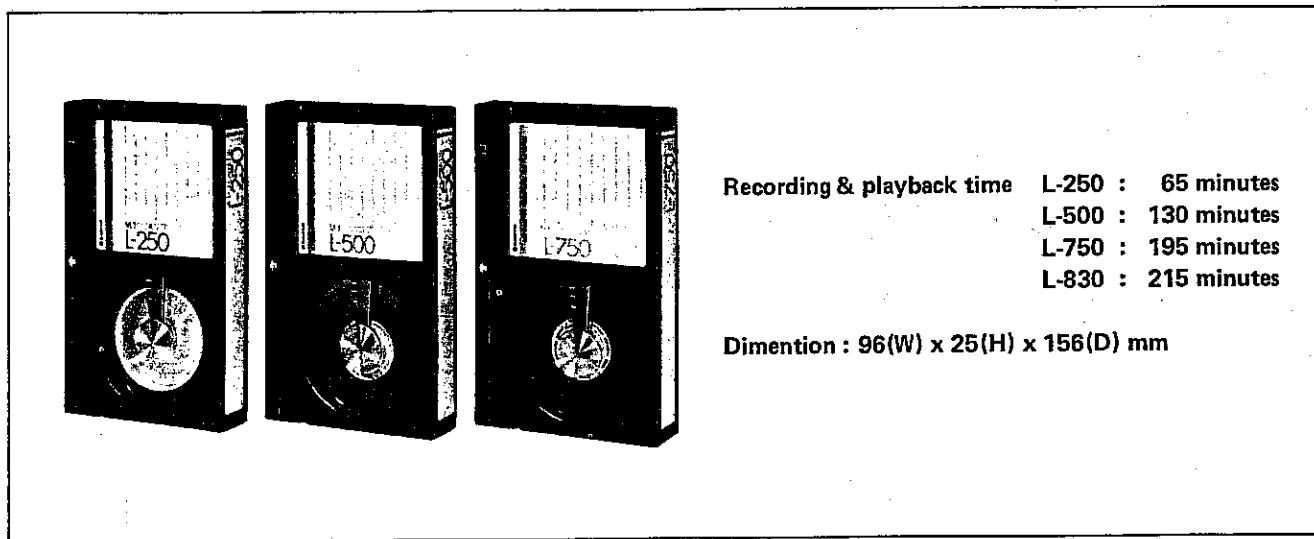 L-250
L-250
L-500
L-500
L-750
L-750
Recording & playback time L-250 : 65 minutes
L-500 : 130 minutes
L-750 : 195 minutes
L-830 : 215 minutes
Dimention : 96(W) x 25(H) x 156(D) mm